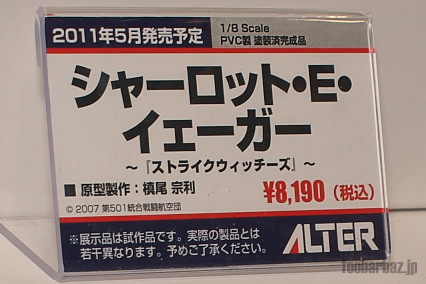 2011年5月発売予定
1/8 Scale
PVC製 塗装済完成品
シャーロット・E・
イェーガー
～『ストライクウィッチーズ』～
■ 原型製作：槙尾 宗利
¥8,190（税込）
© 2007 第501統合戦闘航空団
※展示品は試作品です。実際の製品とは
若干異なります。予めご了承ください。
ALTER
foobarbaz.jp